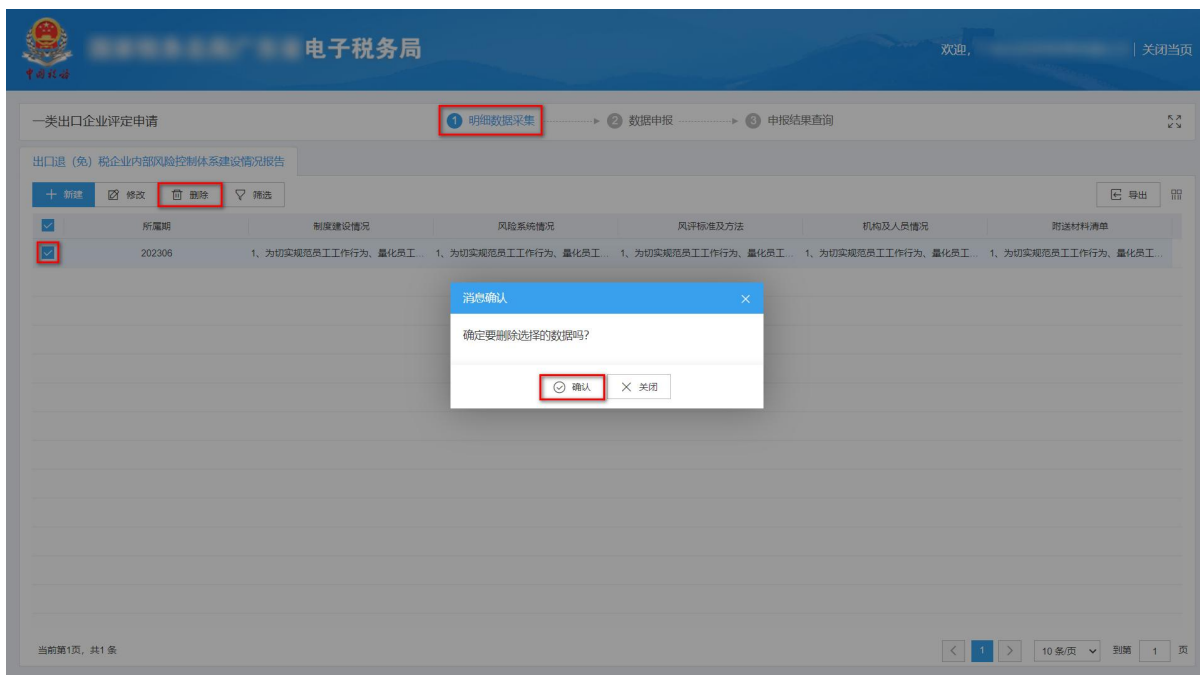 电子税务局
欢迎,
| 关闭当页
中国税务
一类出口企业评定申请
1 明细数据采集
2 数据申报
3 申报结果查询
出口退（免）税企业内部风险控制体系建设情况报告
新建 修改 删除 筛选
导出
所属期 制度建设情况 风险系统情况 风评标准及方法 机构及人员情况 附送材料清单
202306 1、为切实规范员工工作行为、量化员工... 1、为切实规范员工工作行为、量化员工... 1、为切实规范员工工作行为、量化员工... 1、为切实规范员工工作行为、量化员工... 1、为切实规范员工工作行为、量化员工...
消息确认
确定要删除选择的数据吗?
确认 关闭
当前第1页，共1 条
1 10 条/页 到第 1 页